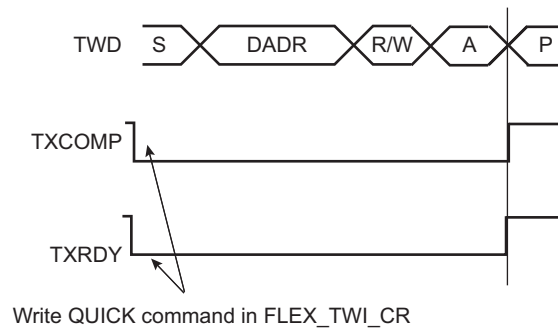 TWD S DADR R/W A P
TXCOMP
TXRDY
Write QUICK command in FLEX_TWI_CR